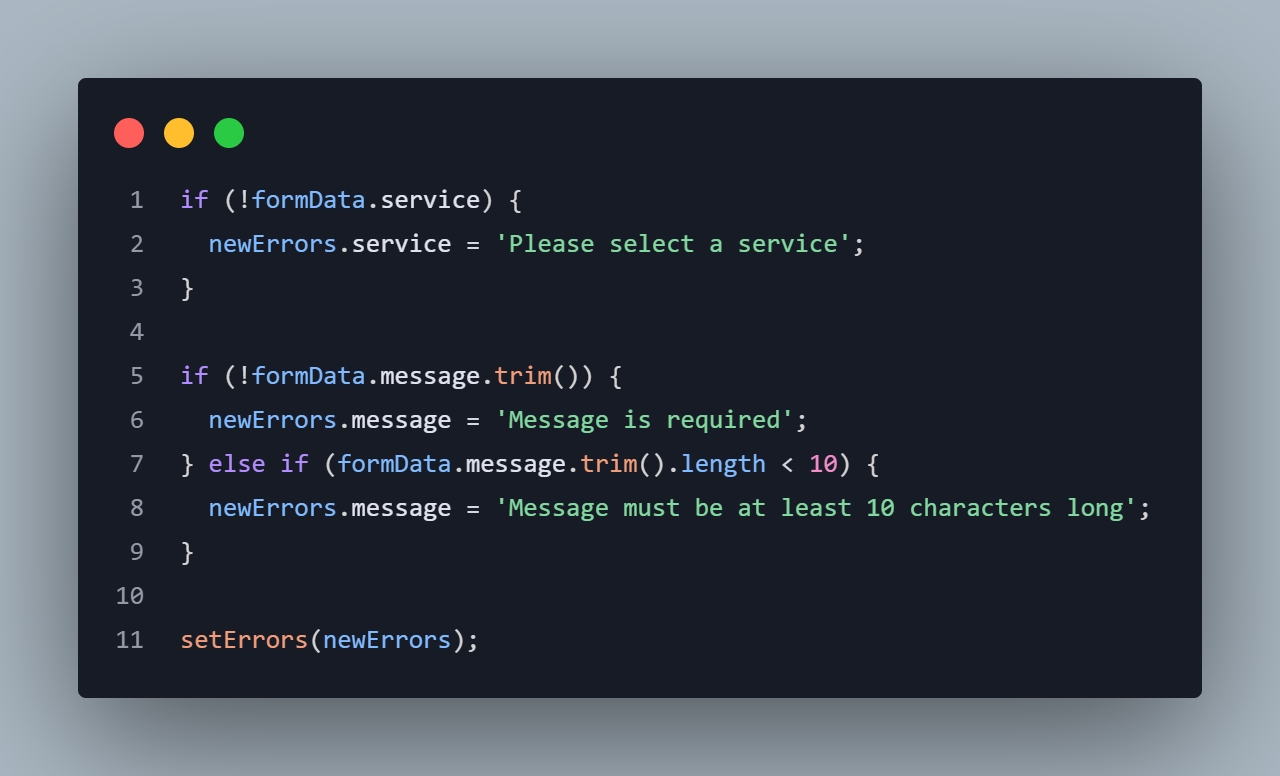 1 if (!formData.service) {
2   newErrors.service = 'Please select a service';
3 }
4
5 if (!formData.message.trim()) {
6   newErrors.message = 'Message is required';
7 } else if (formData.message.trim().length < 10) {
8   newErrors.message = 'Message must be at least 10 characters long';
9 }
10
11 setErrors(newErrors);